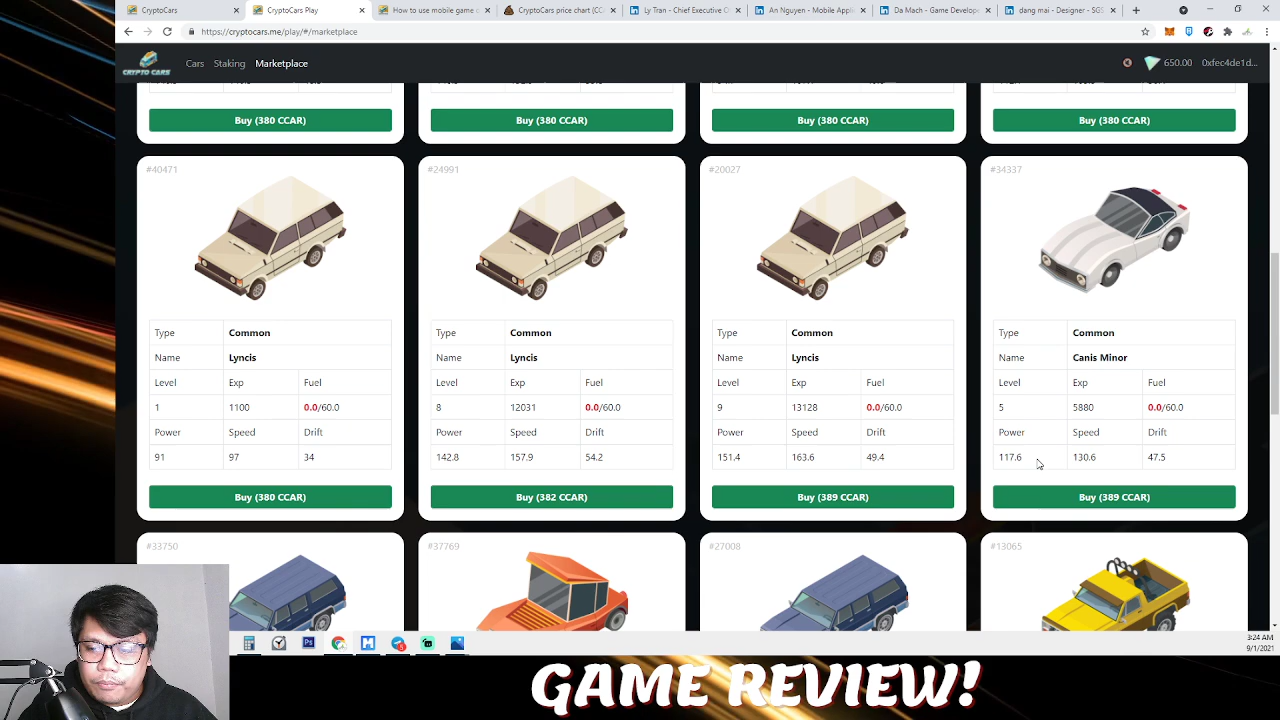 CryptoCars
CryptoCars Play
How to use mobile game s
CryptoCars price chart (CC
Ly Tran - Chief Executive O
An Nguyen - Mobile Appli
Da Mach - Game Develope
dang mai - Designer - SGS
https://cryptocars.me/play/#/marketplace
CRYPTO CARS
Cars
Staking
Marketplace
650.00
0xfec4de1d...
Buy (380 CCAR)
Buy (380 CCAR)
Buy (380 CCAR)
Buy (380 CCAR)
#40471
Type Common
Name Lyncis
Level Exp Fuel
1 1100 0.0/60.0
Power Speed Drift
91 97 34
Buy (380 CCAR)
#24991
Type Common
Name Lyncis
Level Exp Fuel
8 12031 0.0/60.0
Power Speed Drift
142.8 157.9 54.2
Buy (382 CCAR)
#20027
Type Common
Name Lyncis
Level Exp Fuel
9 13128 0.0/60.0
Power Speed Drift
151.4 163.6 49.4
Buy (389 CCAR)
#34337
Type Common
Name Canis Minor
Level Exp Fuel
5 5880 0.0/60.0
Power Speed Drift
117.6 130.6 47.5
Buy (389 CCAR)
#33750
#37769
#27008
#13065
3:24 AM
9/1/2021
GAME REVIEW!